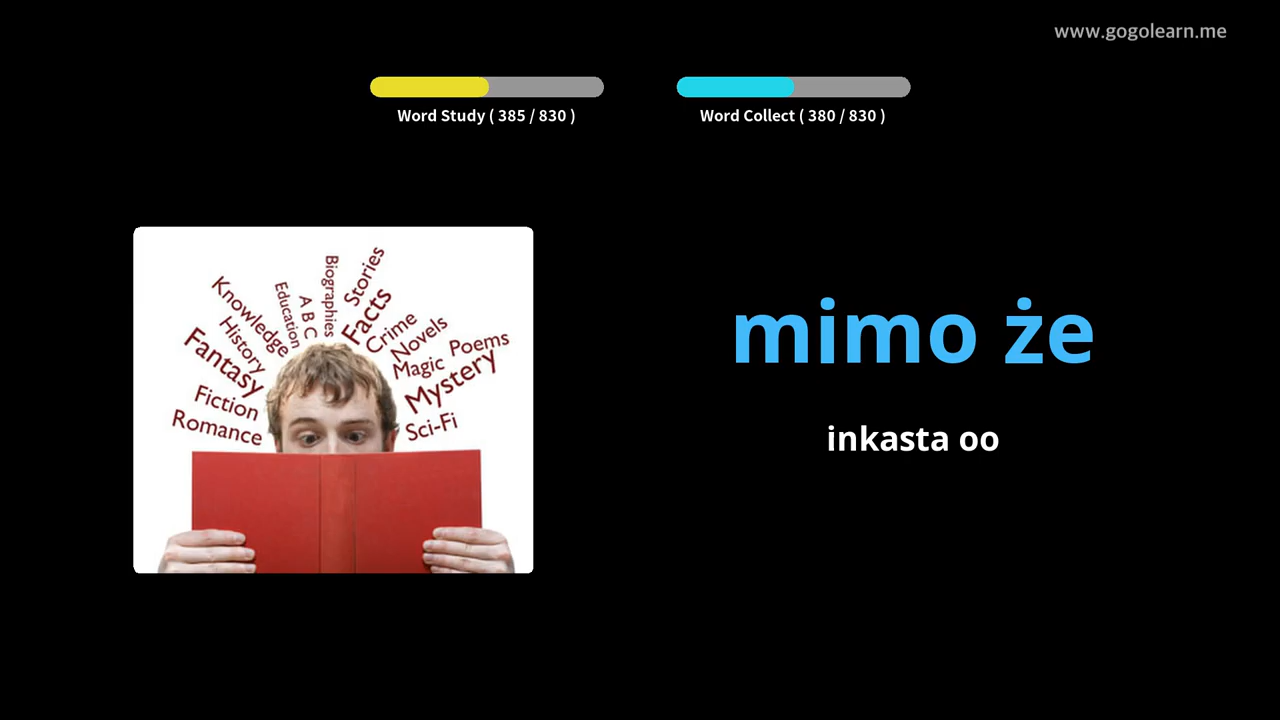 www.gogolearn.me
Word Study ( 385 / 830 )
Word Collect ( 380 / 830 )
Biographies
Stories
Education
A B C
Facts
Knowledge
Crime
History
Novels
Fantasy
Magic
Poems
Mystery
Fiction
Romance
Sci-Fi
mimo że
inkasta oo